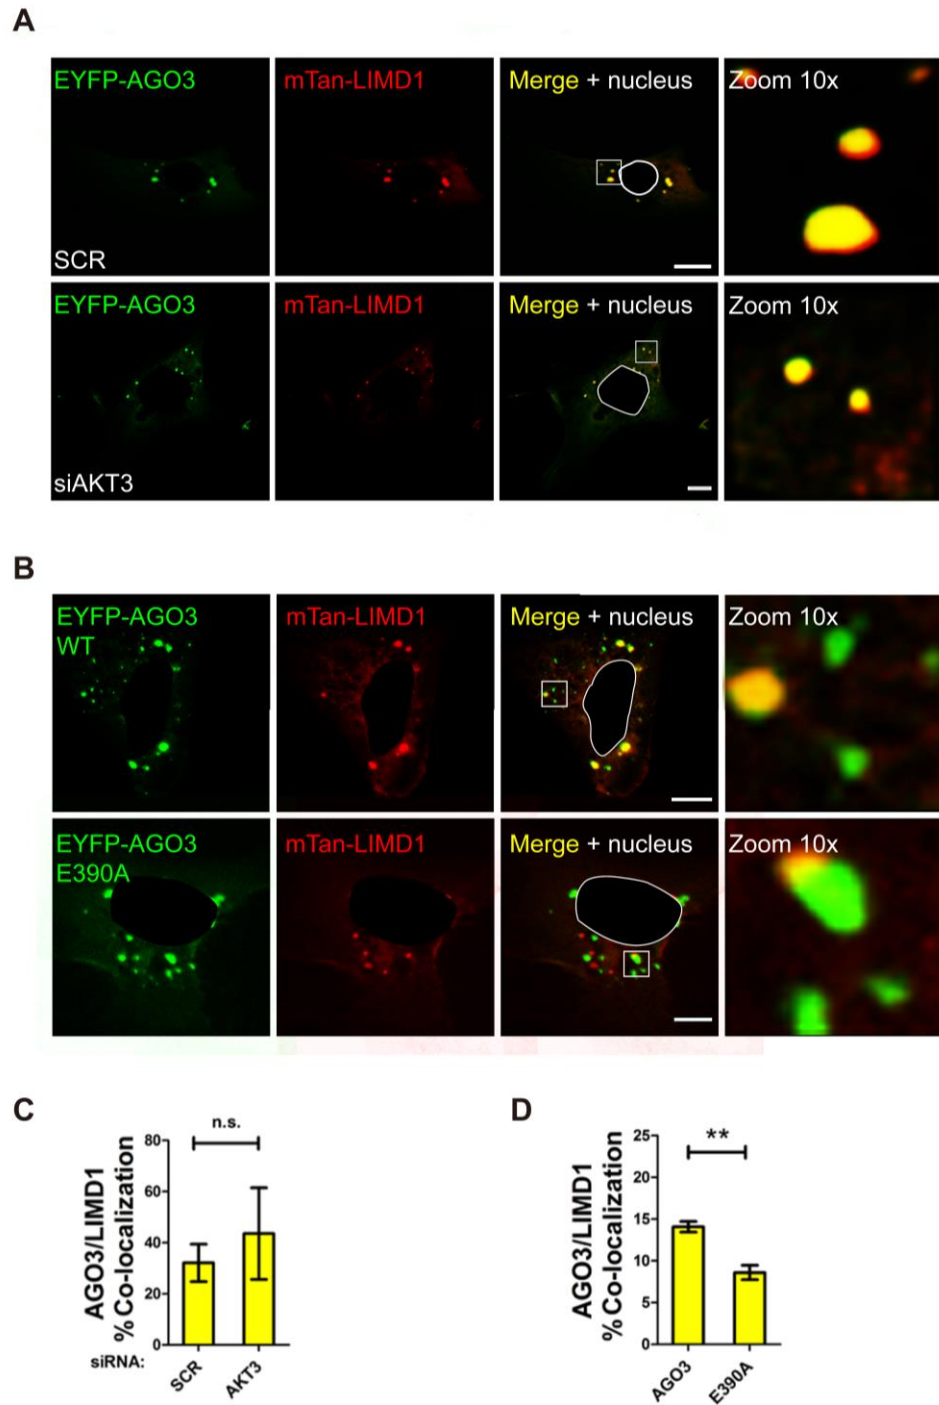 A
EYFP-AGO3
mTan-LIMD1
Merge + nucleus
Zoom 10x
SCR
EYFP-AGO3
mTan-LIMD1
Merge + nucleus
Zoom 10x
siAKT3
B
EYFP-AGO3
WT
mTan-LIMD1
Merge + nucleus
Zoom 10x
EYFP-AGO3
E390A
mTan-LIMD1
Merge + nucleus
Zoom 10x
C
n.s.
AGO3/LIMD1
% Co-localization
80
60
40
20
0
siRNA:
SCR
AKT3
D
**
AGO3/LIMD1
% Co-localization
25
20
15
10
5
0
AGO3
E390A